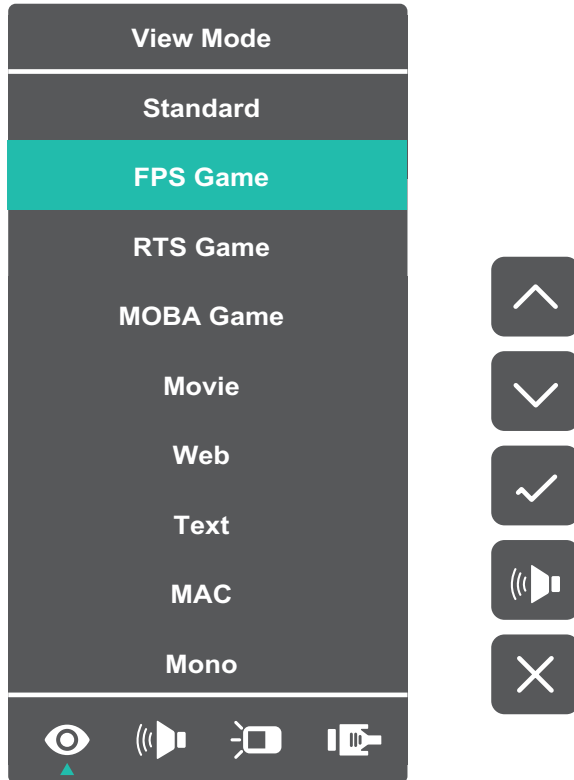 View Mode
Standard
FPS Game
RTS Game
MOBA Game
Movie
Web
Text
MAC
Mono